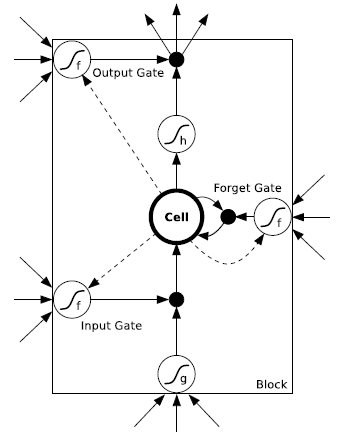 f
Output Gate
h
Forget Gate
Cell
f
f
Input Gate
g
Block